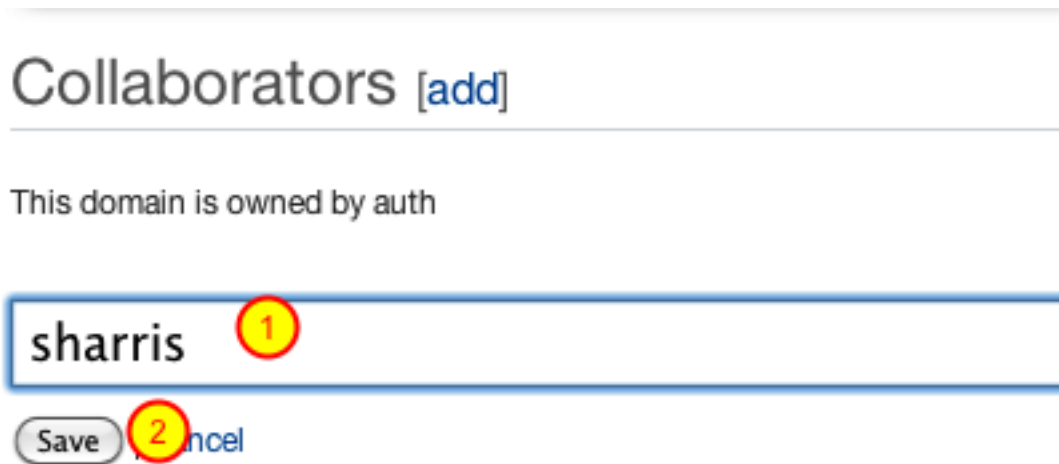 Collaborators [add]
This domain is owned by auth
sharris 1
Save 2 ncel